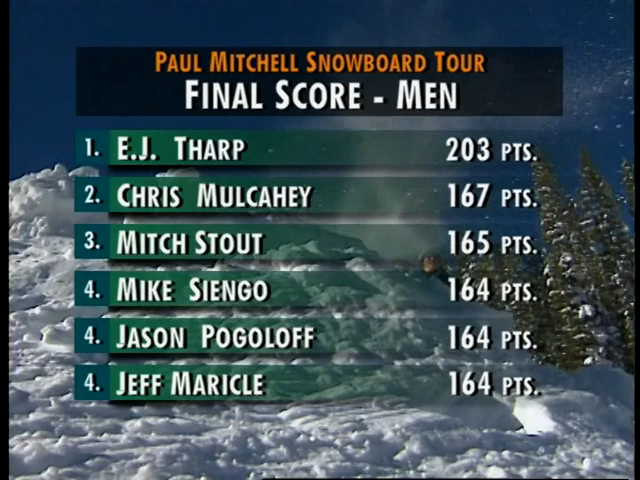 PAUL MITCHELL SNOWBOARD TOUR
FINAL SCORE - MEN
1. E.J. THARP 203 PTS.
2. CHRIS MULCAHEY 167 PTS.
3. MITCH STOUT 165 PTS.
4. MIKE SIENGO 164 PTS.
4. JASON POGOLOFF 164 PTS.
4. JEFF MARICLE 164 PTS.